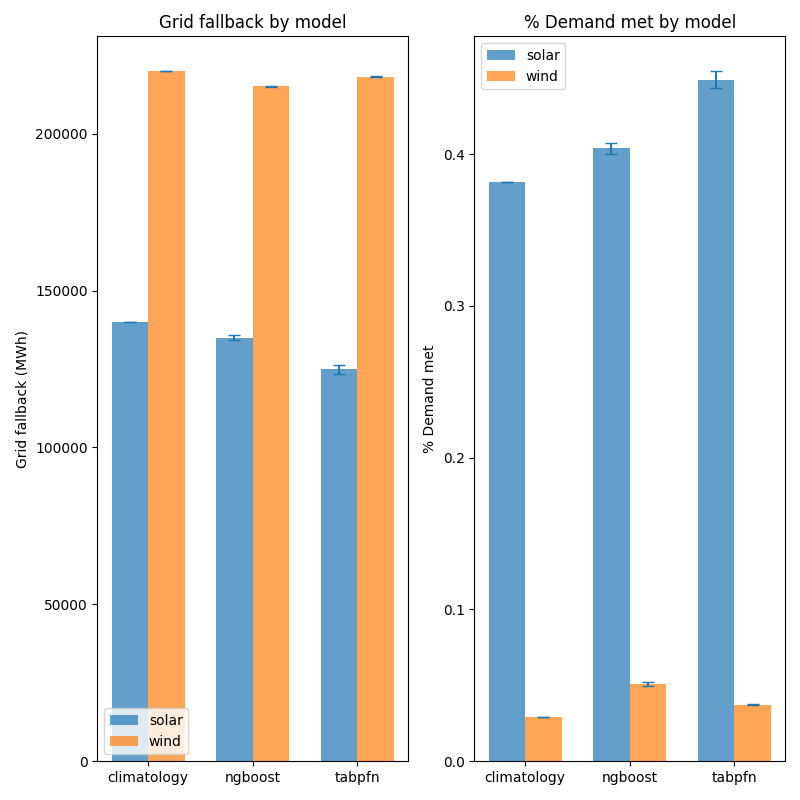 Grid fallback by model
Grid fallback (MWh)
200000
150000
100000
50000
0
solar
wind
climatology
ngboost
tabpfn
% Demand met by model
% Demand met
solar
wind
0.4
0.3
0.2
0.1
0.0
climatology
ngboost
tabpfn